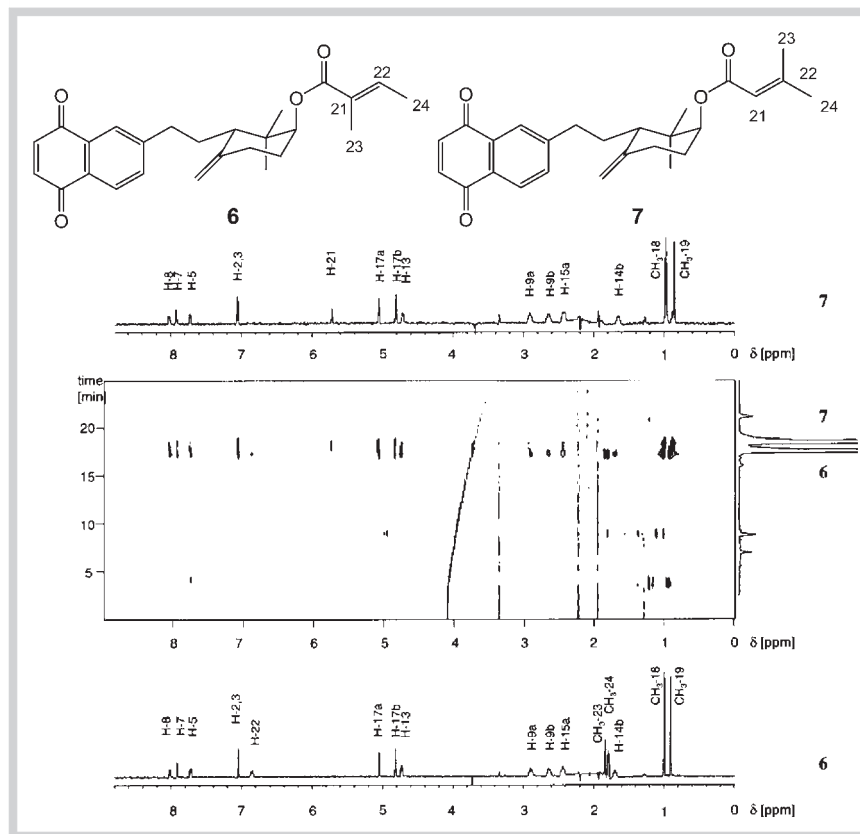 O
O
22
O
21
24
23
O
O
6
23
O
22
O
21
24
O
O
7
H-8
H-7
H-5
H-2,3
H-21
H-17a
H-17b
H-13
H-9a
H-9b
H-15a
H-14b
CH3-18
CH3-19
7
8 7 6 5 4 3 2 1 0 δ [ppm]
time
[min]
20
15
10
5
7
6
8 7 6 5 4 3 2 1 0 δ [ppm]
H-8
H-7
H-5
H-2,3
H-22
H-17a
H-17b
H-13
H-9a
H-9b
H-15a
CH3-23
CH3-24
H-14b
CH3-18
CH3-19
6
8 7 6 5 4 3 2 1 0 δ [ppm]